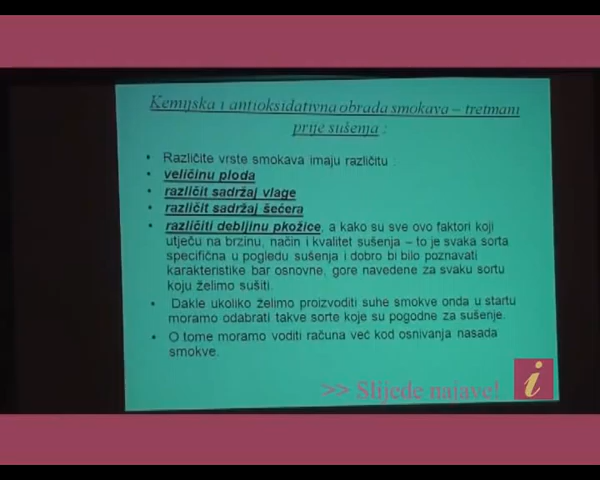 Kemijska i antioksidativna obrada smokava – tretmani
prije sušenja :
• Različite vrste smokava imaju različitu :
• veličinu ploda
• različit sadržaj vlage
• različit sadržaj šećera
• različiti debljinu pkožice, a kako su sve ovo faktori koji
utječu na brzinu, način i kvalitet sušenja – to je svaka sorta
specifična u pogledu sušenja i dobro bi bilo poznavati
karakteristike bar osnovne, gore navedene za svaku sortu
koju želimo sušiti.
• Dakle ukoliko želimo proizvoditi suhe smokve onda u startu
moramo odabrati takve sorte koje su pogodne za sušenje.
• O tome moramo voditi računa već kod osnivanja nasada
smokve.
>> Slijede najave!
i